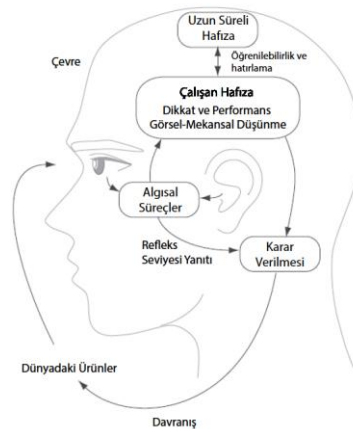 Uzun Süreli
Hafıza
Çevre
Öğrenilebilirlik ve
hatırlama
Çalışan Hafıza
Dikkat ve Performans
Görsel-Mekansal Düşünme
Algısal
Süreçler
Refleks
Seviyesi Yanıtı
Karar
Verilmesi
Dünyadaki Ürünler
Davranış